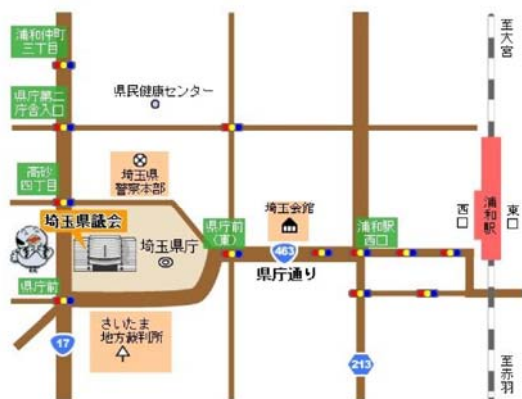 浦和仲町
三丁目
至大宮
県庁第二
庁舎入口
県民健康センター
高砂
四丁目
埼玉県
警察本部
埼玉県議会
埼玉県庁
県庁前
(東)
埼玉会館
浦和駅
西口
西口
浦和駅
東口
463
県庁通り
県庁前
17
さいたま
地方裁判所
213
至赤羽